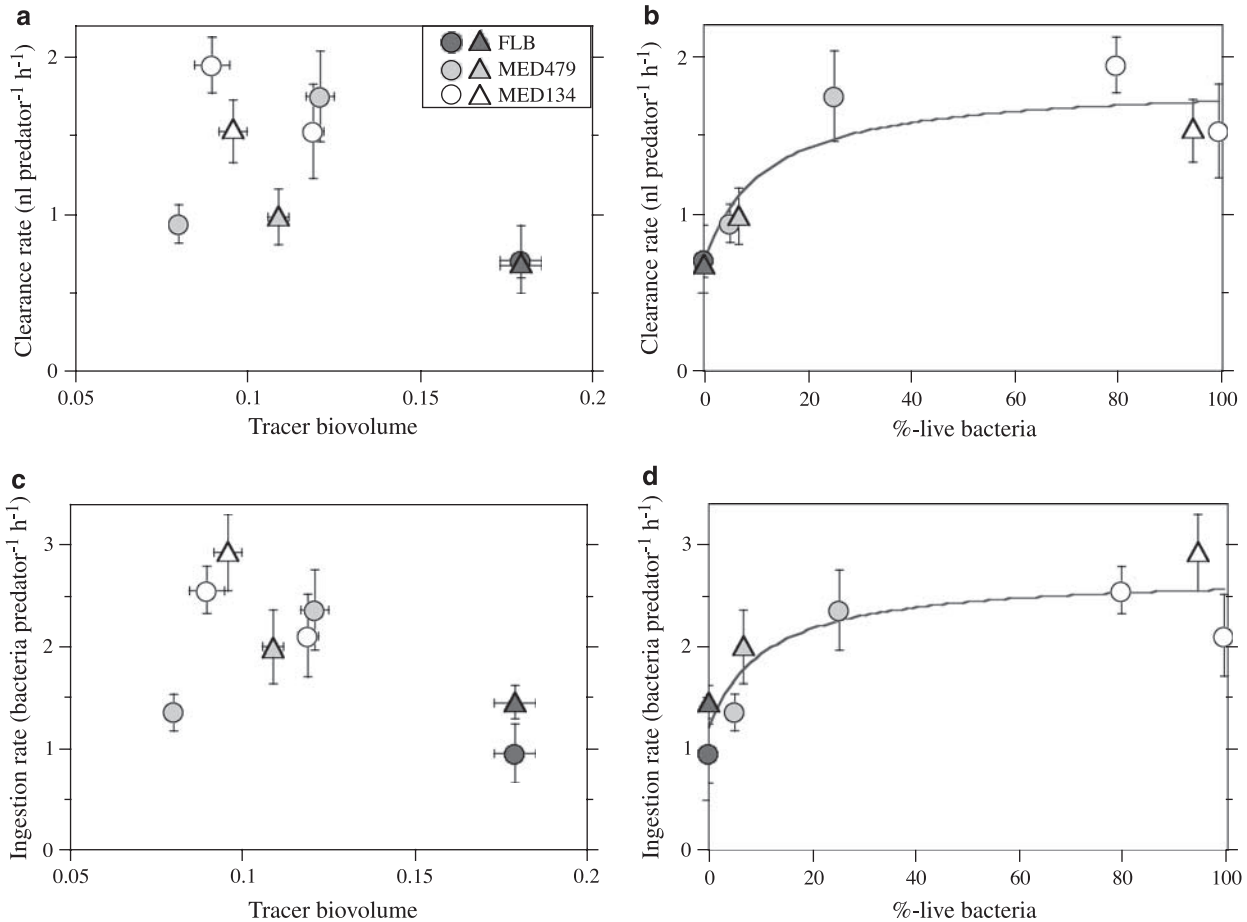 a
Clearance rate (nl predator⁻¹ h⁻¹)
2
1
0
0.05
0.1
0.15
0.2
Tracer biovolume
FLB
MED479
MED134
b
Clearance rate (nl predator⁻¹ h⁻¹)
2
1
0
0
20
40
60
80
100
%-live bacteria
c
Ingestion rate (bacteria predator⁻¹ h⁻¹)
3
2
1
0
0.05
0.1
0.15
0.2
Tracer biovolume
d
Ingestion rate (bacteria predator⁻¹ h⁻¹)
3
2
1
0
0
20
40
60
80
100
%-live bacteria